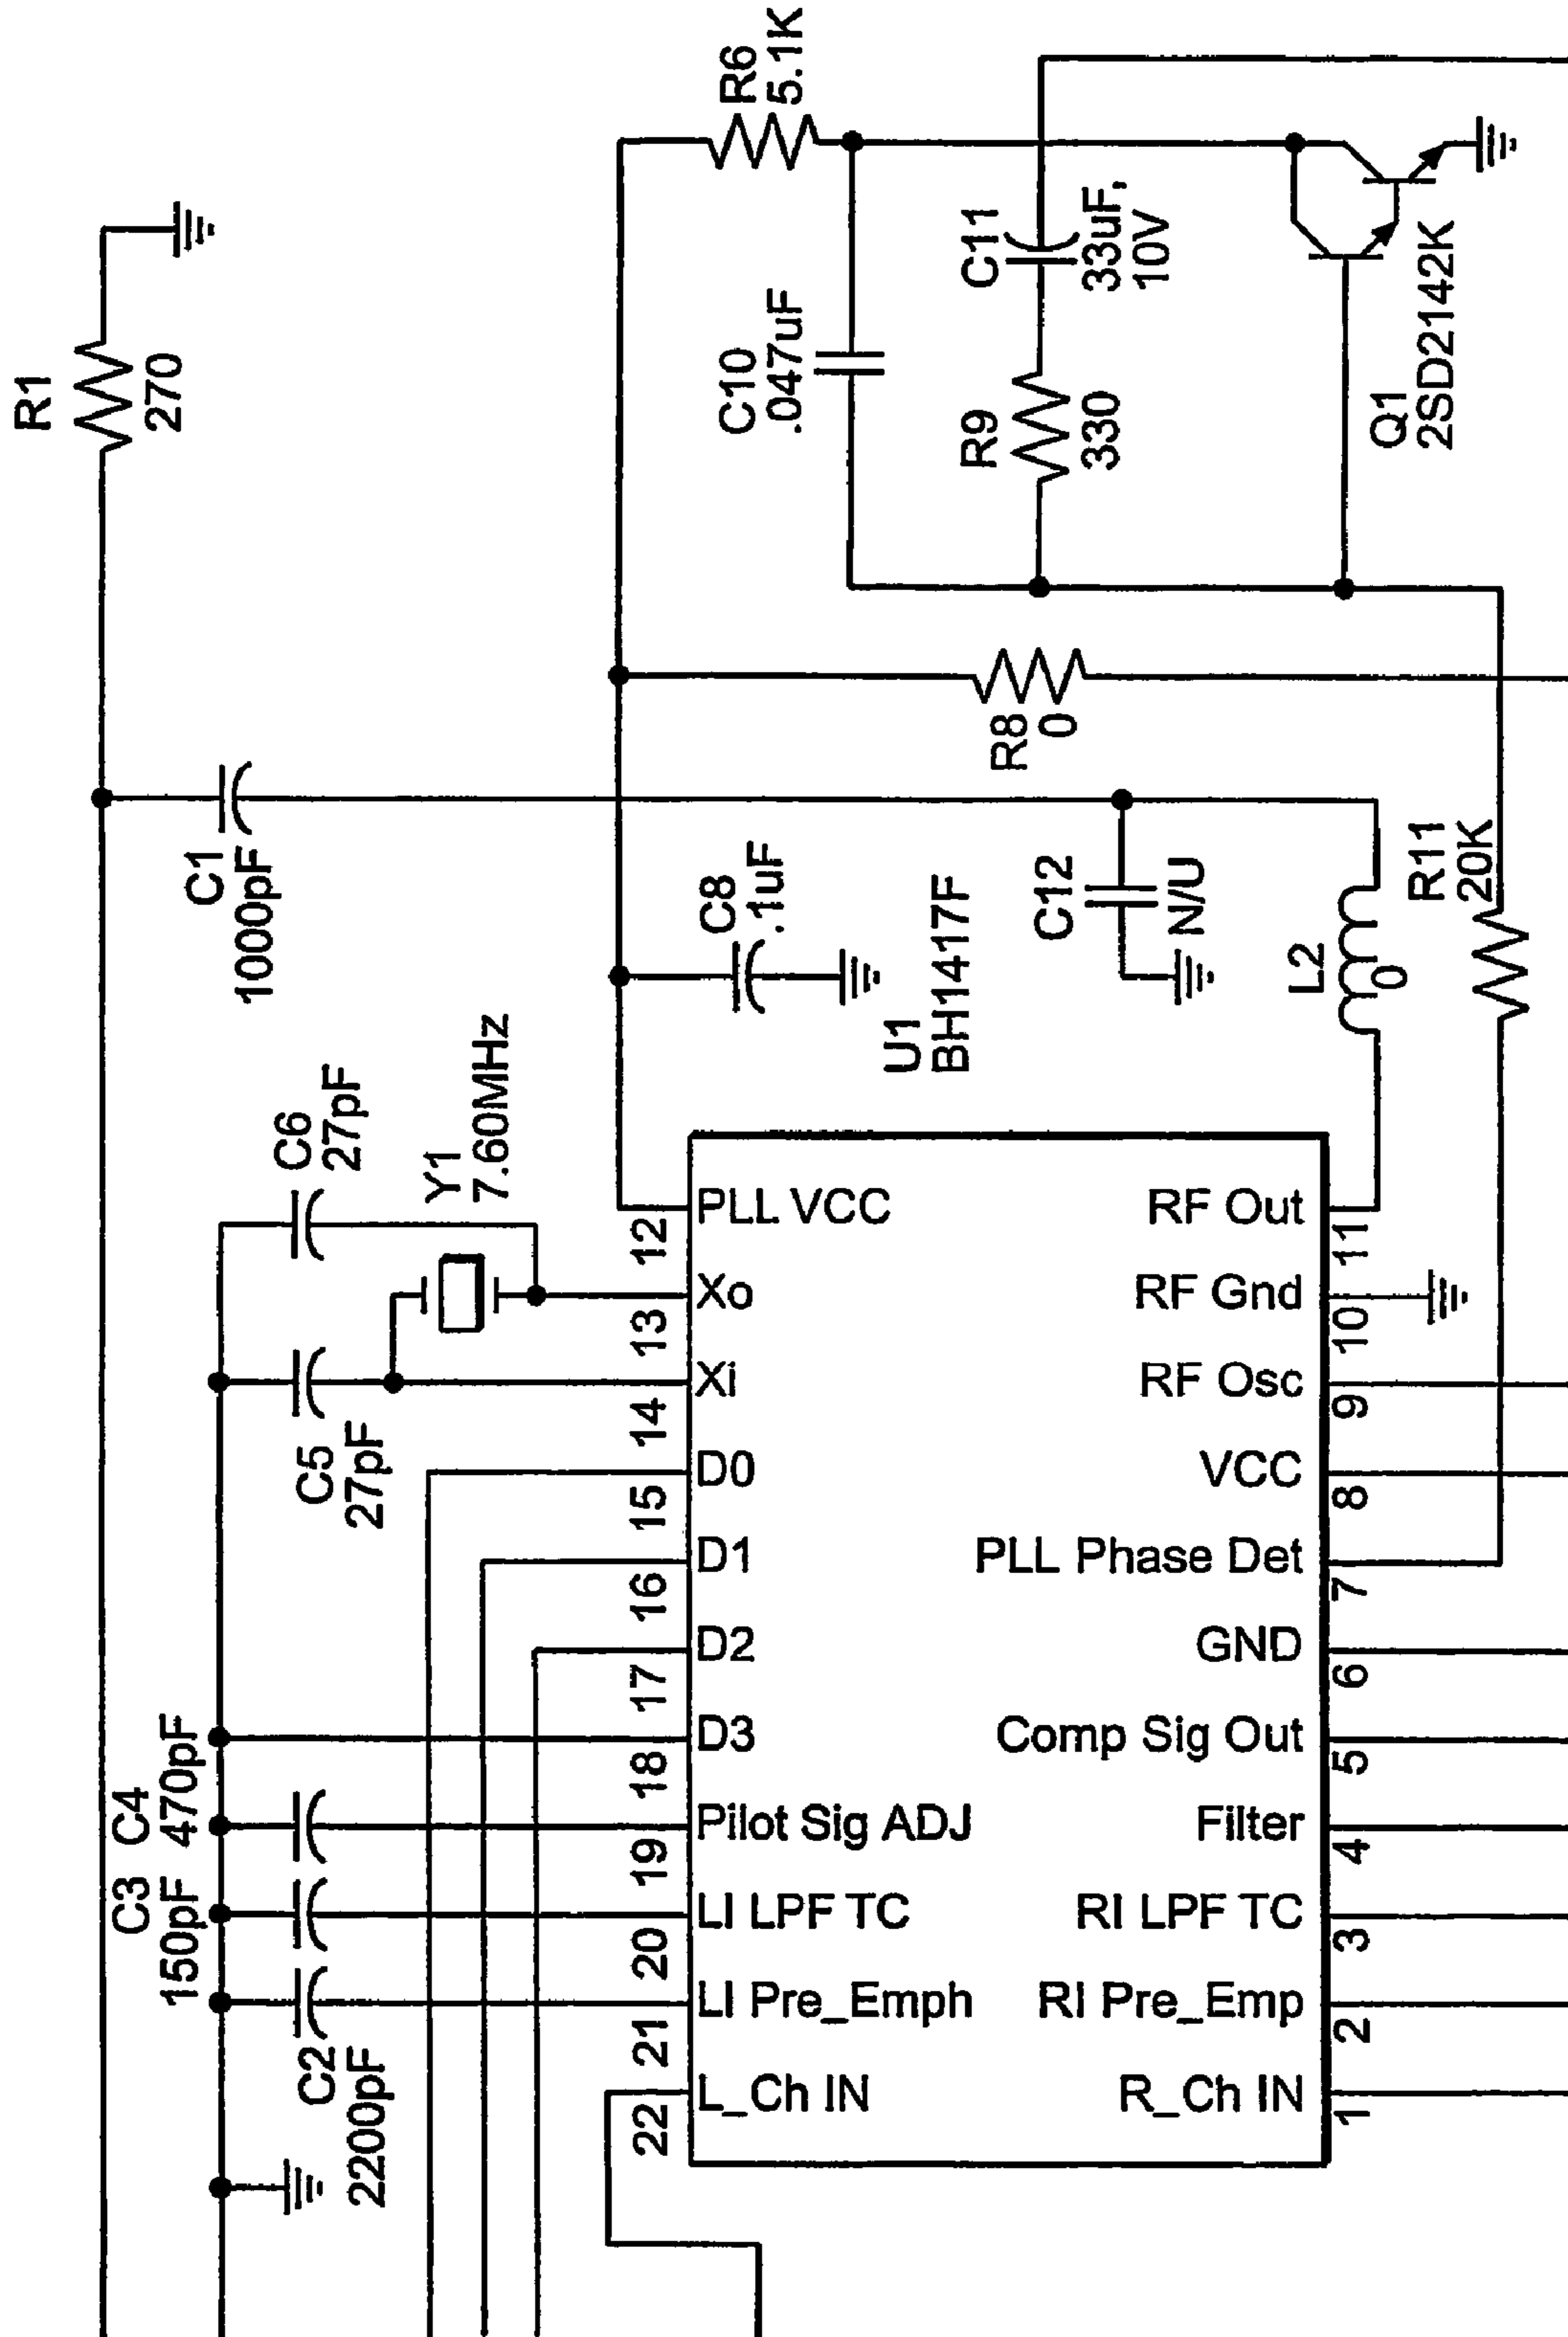 R1
270
R6
5.1K
C11
33uF,
10V
C10
.047uF
R9
330
Q1
2SD2142K
R8
0
C1
1000pF
C8
.1uF
C12
N/U
R11
20K
L2
0
U1
BH1417F
C6
27pF
Y1
7.60MHz
C5
27pF
C4
470pF
C3
150pF
C2
2200pF
12
PLL VCC
13
Xo
14
Xi
15
D0
16
D1
17
D2
18
D3
19
Pilot Sig ADJ
20
LI LPF TC
21
LI Pre_Emph
22
L_Ch IN
RF Out
11
RF Gnd
10
RF Osc
9
VCC
8
PLL Phase Det
7
GND
6
Comp Sig Out
5
Filter
4
RI LPF TC
3
RI Pre_Emp
2
R_Ch IN
1